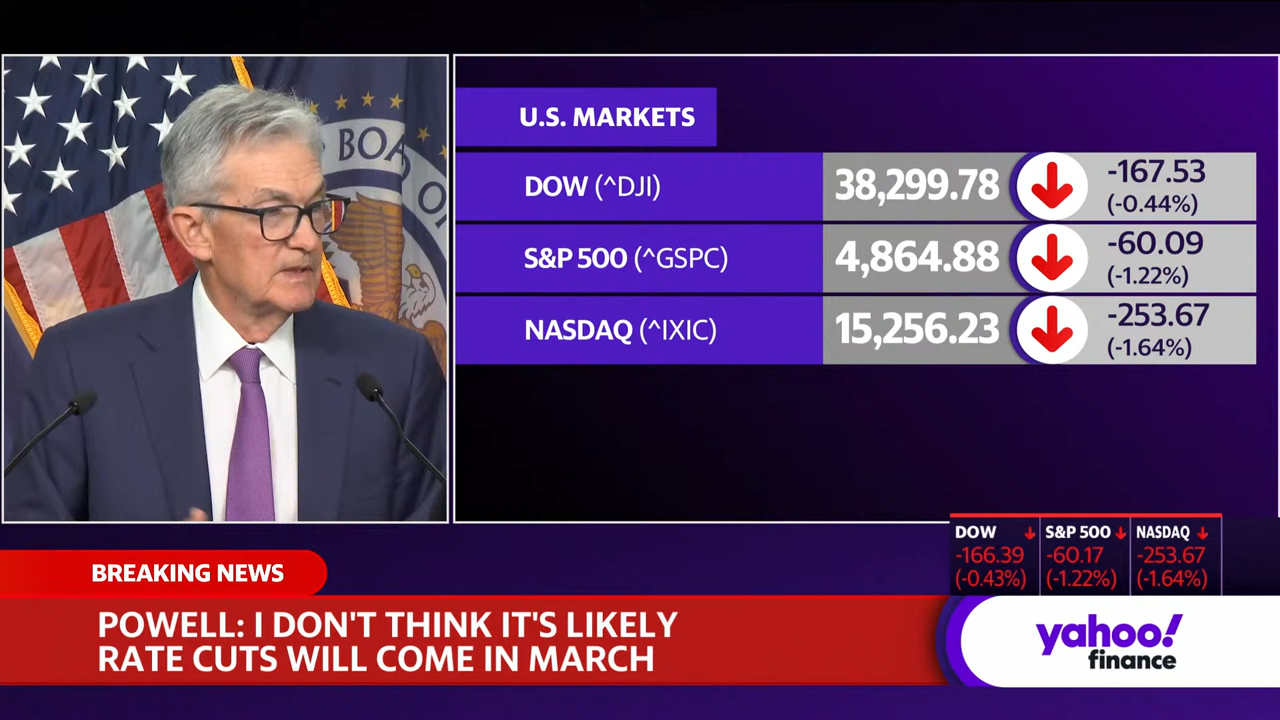 BOARD OF
U.S. MARKETS
DOW (^DJI) 38,299.78 -167.53
(-0.44%)
S&P 500 (^GSPC) 4,864.88 -60.09
(-1.22%)
NASDAQ (^IXIC) 15,256.23 -253.67
(-1.64%)
DOW S&P 500 NASDAQ
-166.39 -60.17 -253.67
(-0.43%) (-1.22%) (-1.64%)
BREAKING NEWS
POWELL: I DON'T THINK IT'S LIKELY
RATE CUTS WILL COME IN MARCH
yahoo!
finance